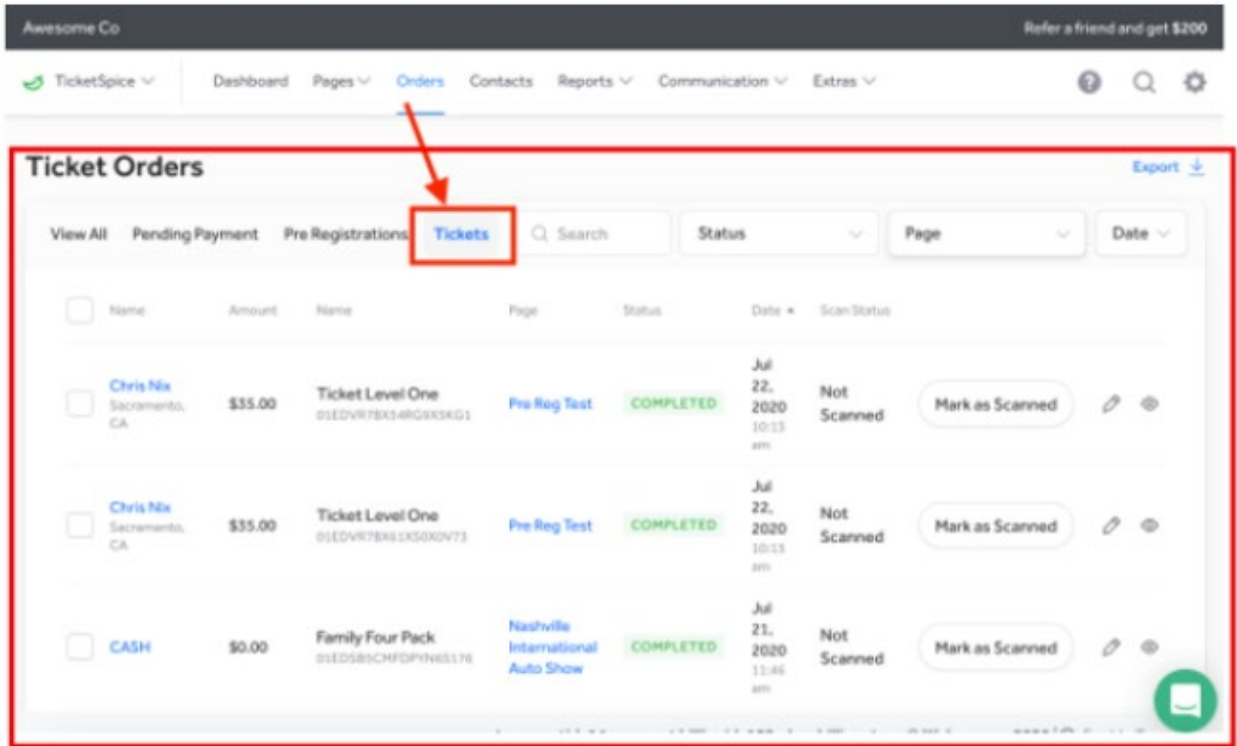 Awesome Co Refer a friend and get $200
TicketSpice Dashboard Pages Orders Contacts Reports Communication Extras
Ticket Orders Export
View All Pending Payment Pre Registrations Tickets Search Status Page Date
Name Amount Name Page Status Date Scan Status
Chris Nix
Sacramento,
CA
$35.00
Ticket Level One
Pre Reg Test
COMPLETED
Jul
22,
2020
10:13
am
Not
Scanned
Mark as Scanned
Chris Nix
Sacramento,
CA
$35.00
Ticket Level One
Pre Reg Test
COMPLETED
Jul
22,
2020
10:13
am
Not
Scanned
Mark as Scanned
CASH
$0.00
Family Four Pack
Nashville
International
Auto Show
COMPLETED
Jul
21,
2020
11:46
am
Not
Scanned
Mark as Scanned